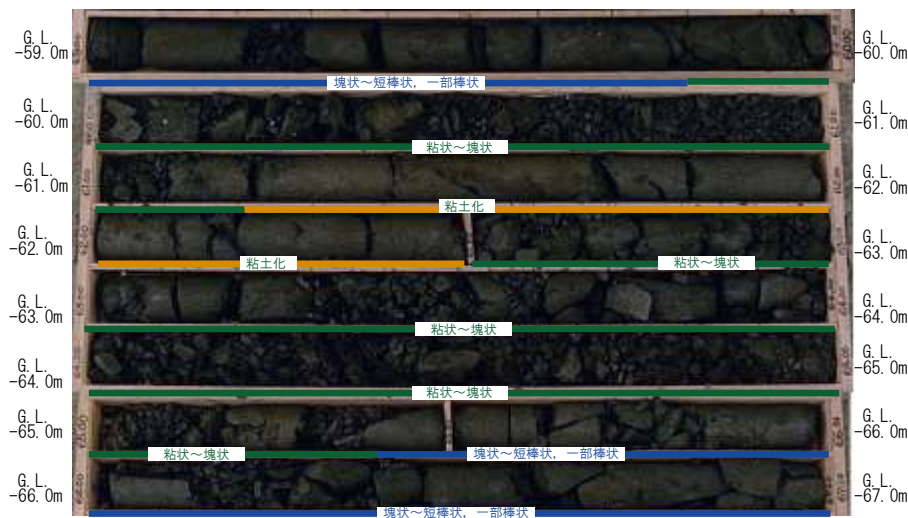 G.L.
-59.0m
G.L.
-60.0m
塊状～短棒状，一部棒状
G.L.
-60.0m
G.L.
-61.0m
粘状～塊状
G.L.
-61.0m
G.L.
-62.0m
粘土化
G.L.
-62.0m
G.L.
-63.0m
粘土化
粘状～塊状
G.L.
-63.0m
G.L.
-64.0m
粘状～塊状
G.L.
-64.0m
G.L.
-65.0m
粘状～塊状
G.L.
-65.0m
G.L.
-66.0m
粘状～塊状
塊状～短棒状，一部棒状
G.L.
-66.0m
G.L.
-67.0m
塊状～短棒状，一部棒状